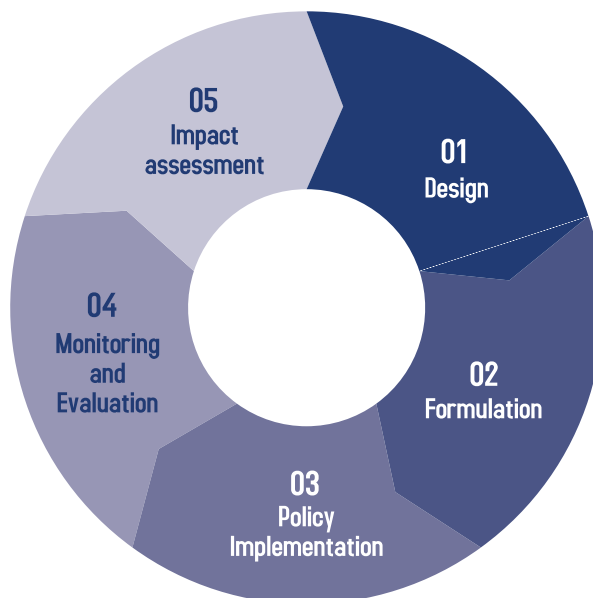 01
Design
02
Formulation
03
Policy
Implementation
04
Monitoring
and
Evaluation
05
Impact
assessment